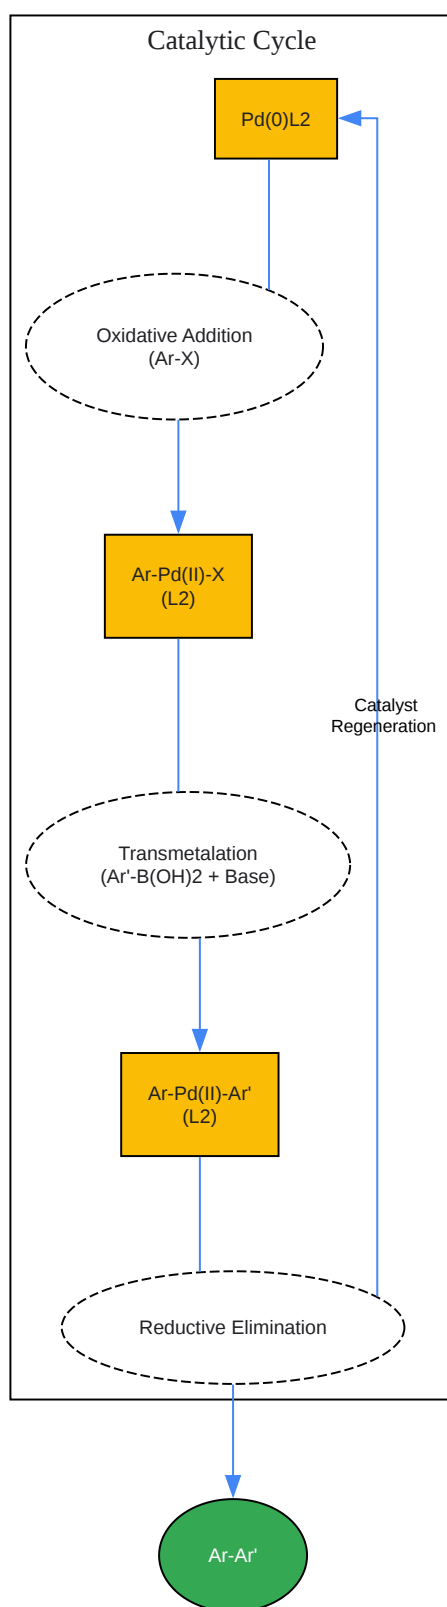 Catalytic Cycle
Pd(0)L2
Oxidative Addition
(Ar-X)
Ar-Pd(II)-X
(L2)
Catalyst
Regeneration
Transmetalation
(Ar'-B(OH)2 + Base)
Ar-Pd(II)-Ar'
(L2)
Reductive Elimination
Ar-Ar'